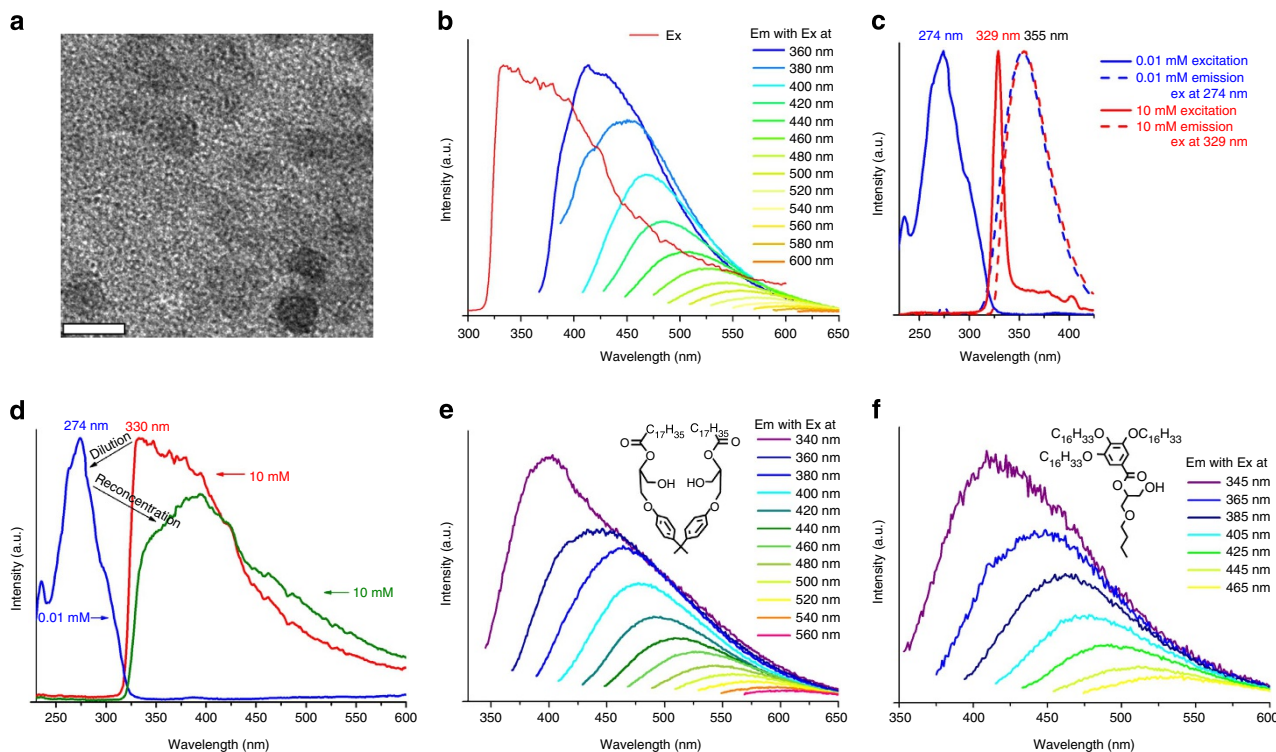 a
b
Ex
Em with Ex at
360 nm
380 nm
400 nm
420 nm
440 nm
460 nm
480 nm
500 nm
520 nm
540 nm
560 nm
580 nm
600 nm
Intensity (a.u.)
300 350 400 450 500 550 600 650
Wavelength (nm)
c
274 nm 329 nm 355 nm
0.01 mM excitation
0.01 mM emission
ex at 274 nm
10 mM excitation
10 mM emission
ex at 329 nm
Intensity (a.u.)
250 300 350 400
Wavelength (nm)
d
274 nm 330 nm
Dilution
Reconcentration
10 mM
10 mM
0.01 mM
Intensity (a.u.)
250 300 350 400 450 500 550 600
Wavelength (nm)
e
Em with Ex at
340 nm
360 nm
380 nm
400 nm
420 nm
440 nm
460 nm
480 nm
500 nm
520 nm
540 nm
560 nm
C17H35 C17H35
O O
O O
OH HO
O O
Intensity (a.u.)
350 400 450 500 550 600 650
Wavelength (nm)
f
C16H33O OC16H33
C16H33O
O
O OH
O
Em with Ex at
345 nm
365 nm
385 nm
405 nm
425 nm
445 nm
465 nm
Intensity (a.u.)
350 400 450 500 550 600
Wavelength (nm)